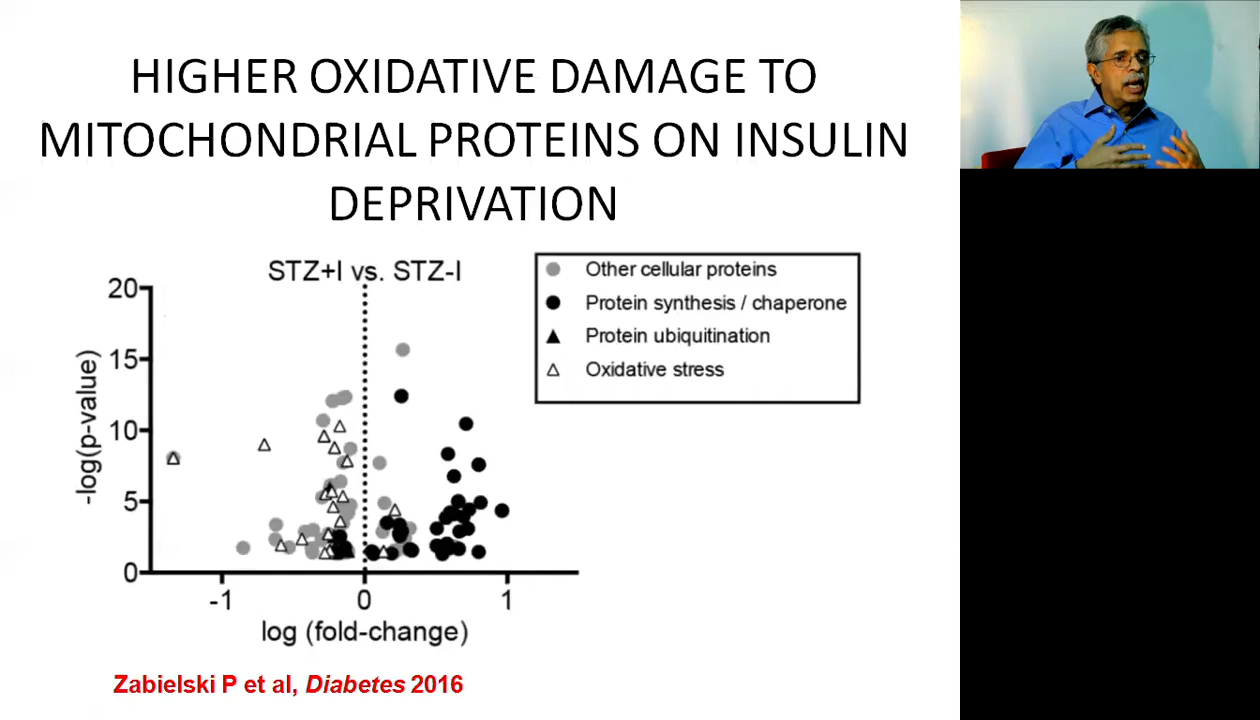 HIGHER OXIDATIVE DAMAGE TO
MITOCHONDRIAL PROTEINS ON INSULIN
DEPRIVATION
STZ+I vs. STZ-I
Other cellular proteins
Protein synthesis / chaperone
Protein ubiquitination
Oxidative stress
20
15
10
5
0
-log(p-value)
-1
0
1
log (fold-change)
Zabielski P et al, Diabetes 2016